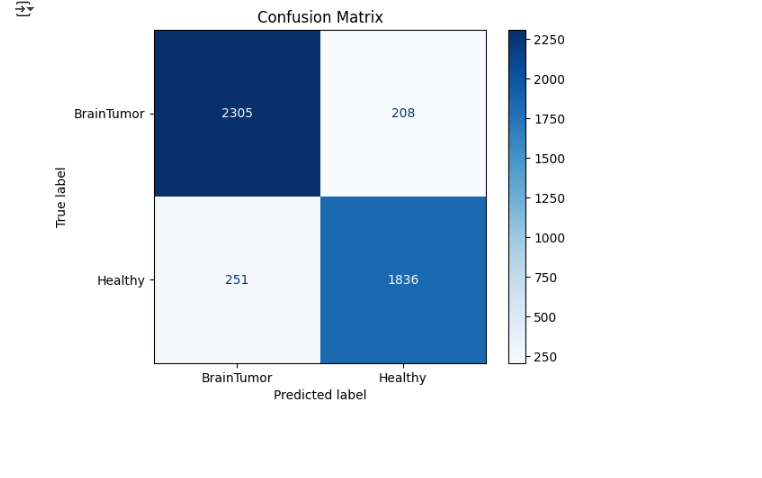 Confusion Matrix
BrainTumor
2305
208
Healthy
251
1836
True label
BrainTumor
Healthy
Predicted label
2250
2000
1750
1500
1250
1000
750
500
250